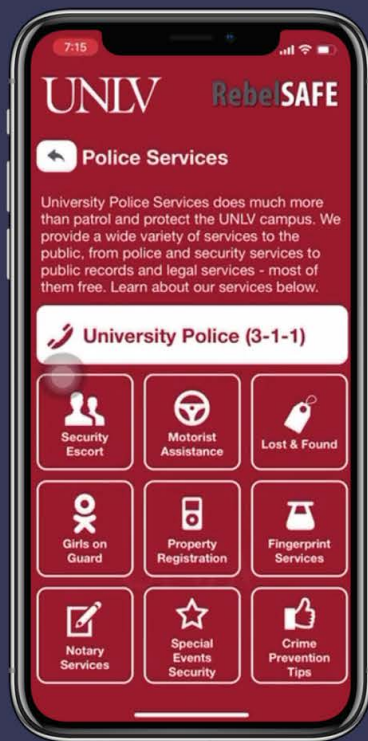 7:15
UNLV RebelSAFE
Police Services
University Police Services does much more
than patrol and protect the UNLV campus. We
provide a wide variety of services to the
public, from police and security services to
public records and legal services - most of
them free. Learn about our services below.
University Police (3-1-1)
Security
Escort
Motorist
Assistance
Lost & Found
Girls on
Guard
Property
Registration
Fingerprint
Services
Notary
Services
Special
Events
Security
Crime
Prevention
Tips